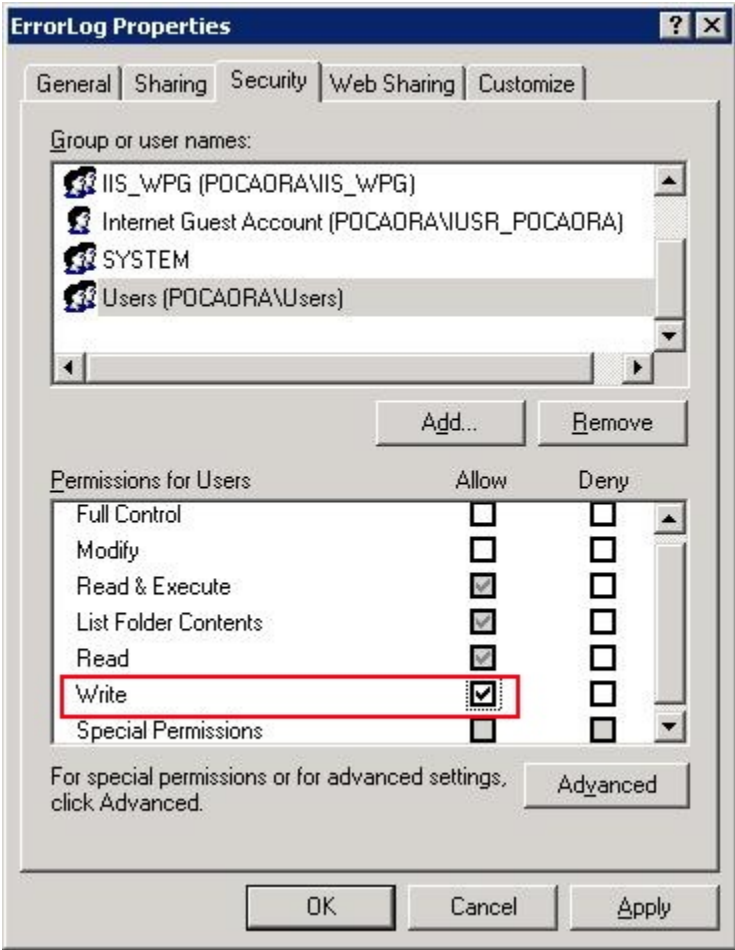 ErrorLog Properties
General Sharing Security Web Sharing Customize
Group or user names:
IIS_WPG (POCAORA\IIS_WPG)
Internet Guest Account (POCAORA\IUSR_POCAORA)
SYSTEM
Users (POCAORA\Users)
Add... Remove
Permissions for Users Allow Deny
Full Control
Modify
Read & Execute
List Folder Contents
Read
Write
Special Permissions
For special permissions or for advanced settings,
click Advanced.
Advanced
OK Cancel Apply